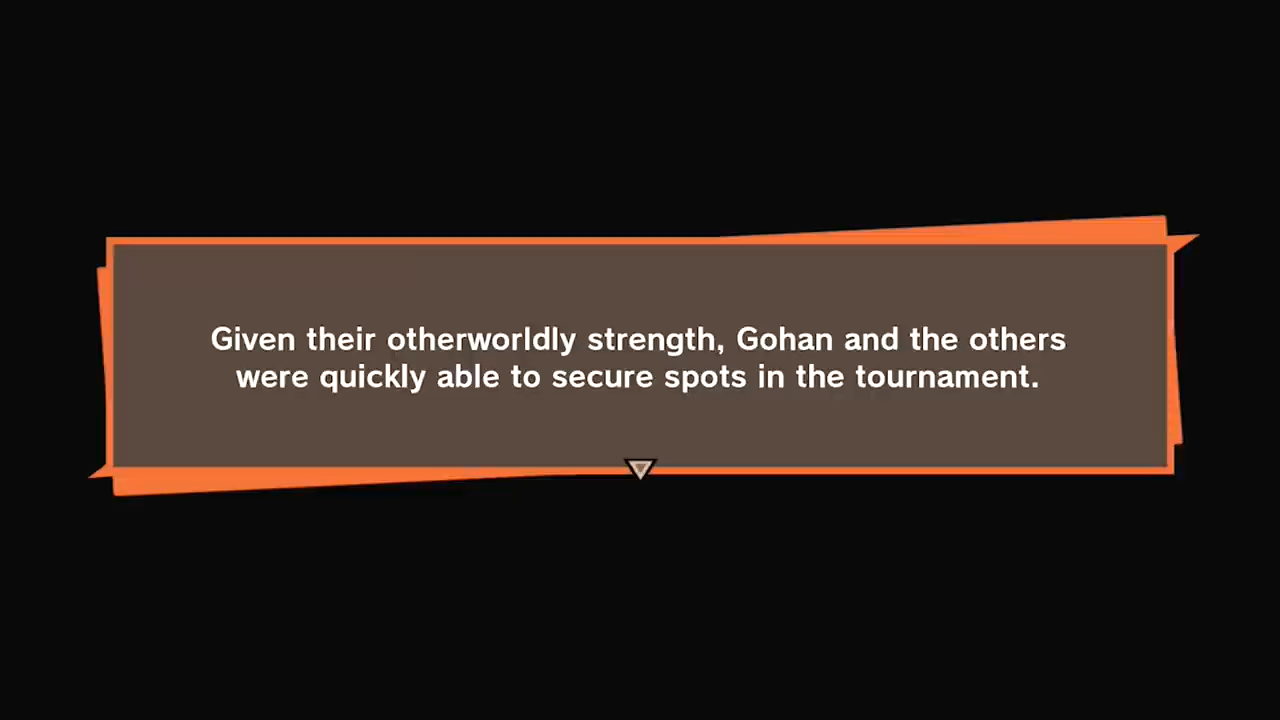 Given their otherworldly strength, Gohan and the others
were quickly able to secure spots in the tournament.